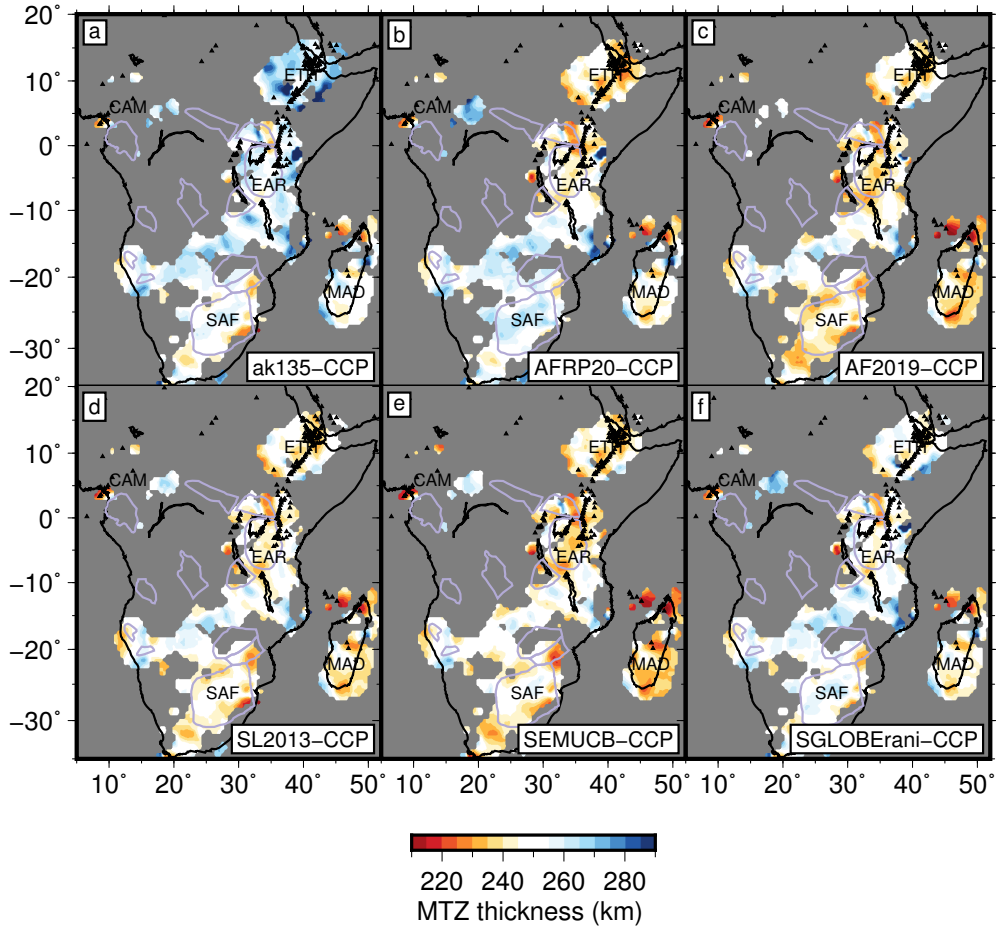 20˚
10˚
0˚
−10˚
−20˚
−30˚
a
ETH
CAM
EAR
SAF
MAD
ak135−CCP
b
ETH
CAM
EAR
SAF
MAD
AFRP20−CCP
c
ETH
CAM
EAR
SAF
MAD
AF2019−CCP
20˚
10˚
0˚
−10˚
−20˚
−30˚
d
ETH
CAM
EAR
SAF
MAD
SL2013−CCP
e
ETH
CAM
EAR
SAF
MAD
SEMUCB−CCP
f
ETH
CAM
EAR
SAF
MAD
SGLOBErani−CCP
10˚ 20˚ 30˚ 40˚ 50˚ 10˚ 20˚ 30˚ 40˚ 50˚ 10˚ 20˚ 30˚ 40˚ 50˚
220 240 260 280
MTZ thickness (km)